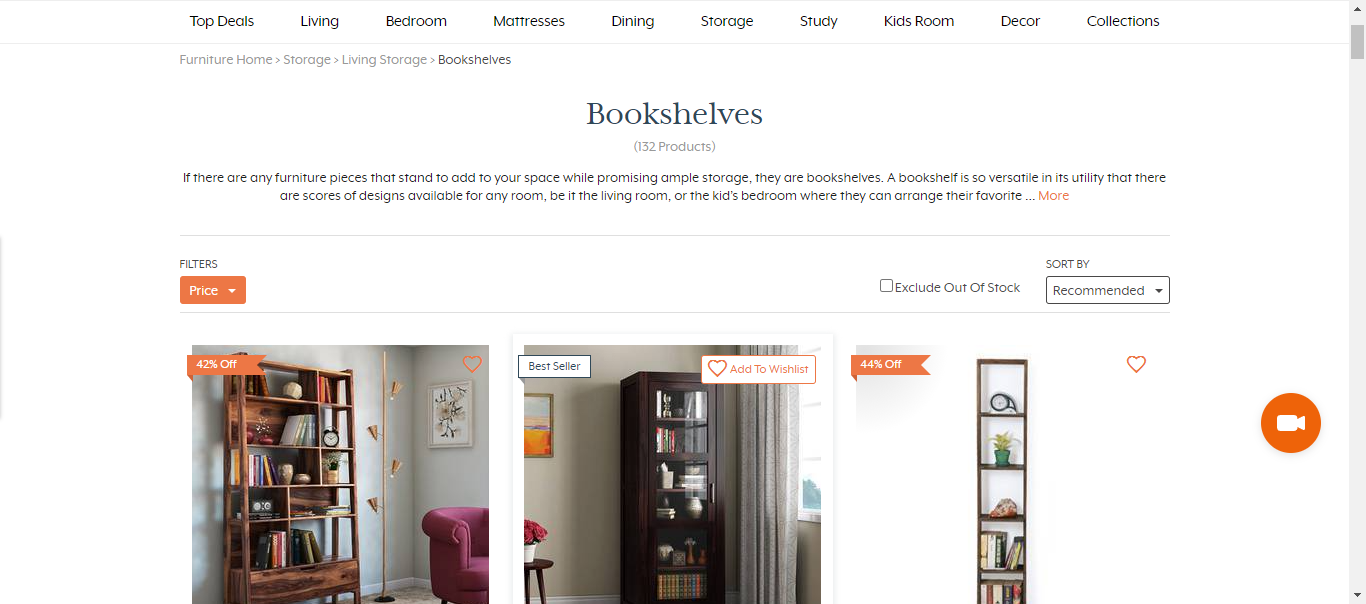 Top Deals Living Bedroom Mattresses Dining Storage Study Kids Room Decor Collections
Furniture Home > Storage > Living Storage > Bookshelves
Bookshelves
(132 Products)
If there are any furniture pieces that stand to add to your space while promising ample storage, they are bookshelves. A bookshelf is so versatile in its utility that there
are scores of designs available for any room, be it the living room, or the kid's bedroom where they can arrange their favorite ... More
FILTERS
Price
Exclude Out Of Stock
SORT BY
Recommended
42% Off
Best Seller
Add To Wishlist
44% Off